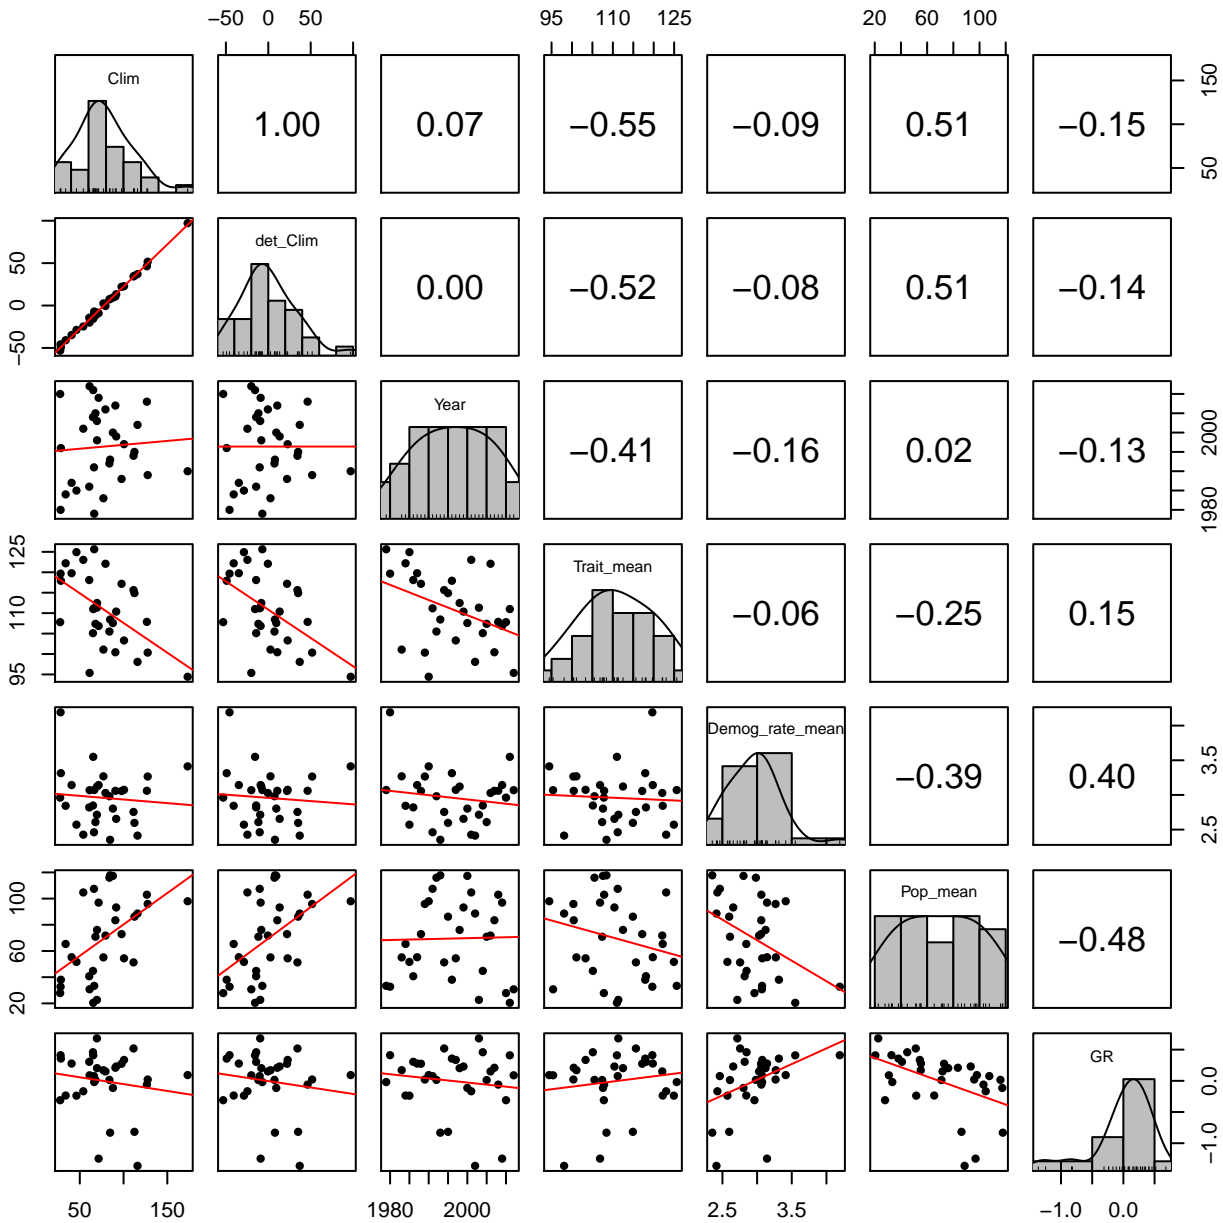 −50 0 50 95 110 125 20 60 100
Clim
1.00 0.07 −0.55 −0.09 0.51 −0.15
50 150
det_Clim
0.00 −0.52 −0.08 0.51 −0.14
−50 0 50
Year
−0.41 −0.16 0.02 −0.13
1980 2000
Trait_mean
−0.06 −0.25 0.15
95 110 125
Demog_rate_mean
−0.39 0.40
2.5 3.5
Pop_mean
−0.48
20 60 100
GR
−1.0 0.0
50 150 1980 2000 2.5 3.5 −1.0 0.0